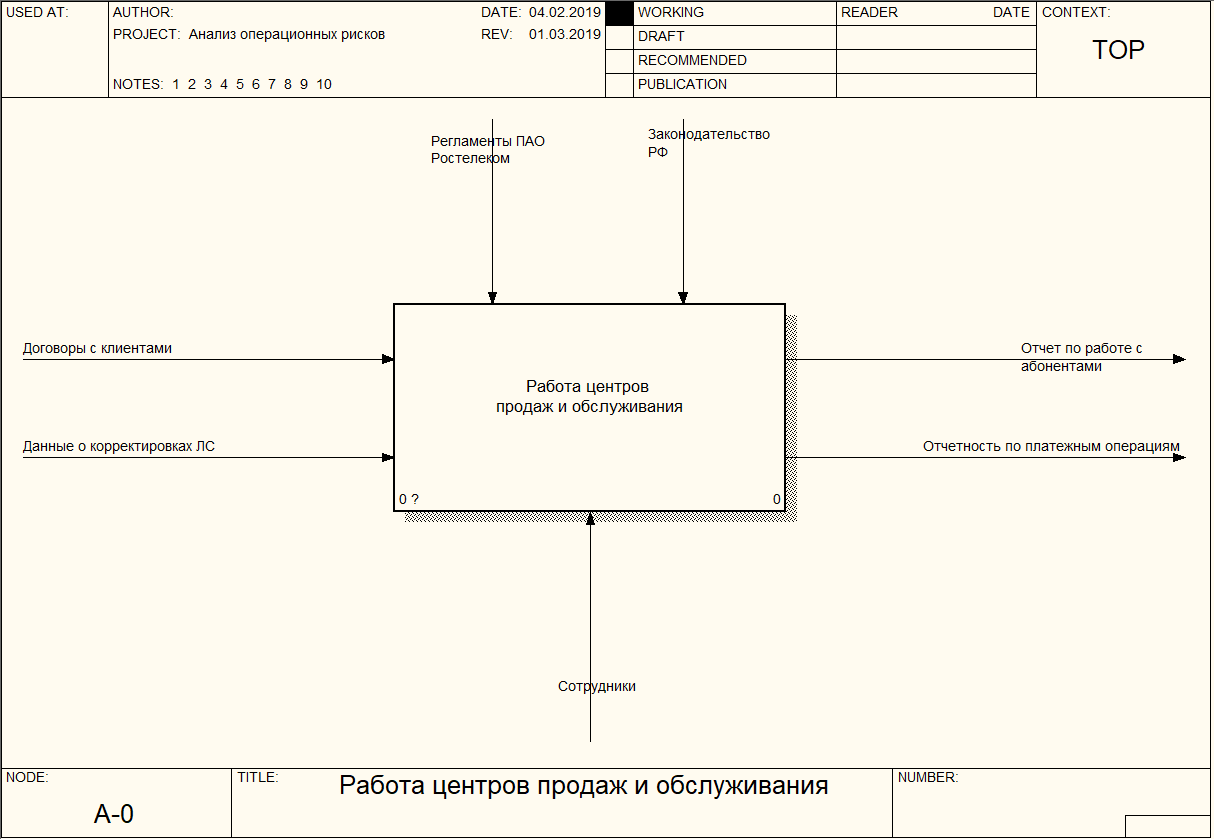 USED AT:
AUTHOR:
DATE: 04.02.2019
PROJECT: Анализ операционных рисков
REV: 01.03.2019
NOTES: 1 2 3 4 5 6 7 8 9 10
WORKING
DRAFT
RECOMMENDED
PUBLICATION
READER DATE
CONTEXT:
TOP
Регламенты ПАО
Ростелеком
Законодательство
РФ
Договоры с клиентами
Данные о корректировках ЛС
Работа центров
продаж и обслуживания
0 ?
0
Отчет по работе с
абонентами
Отчетность по платежным операциям
Сотрудники
NODE:
A-0
TITLE:
Работа центров продаж и обслуживания
NUMBER: